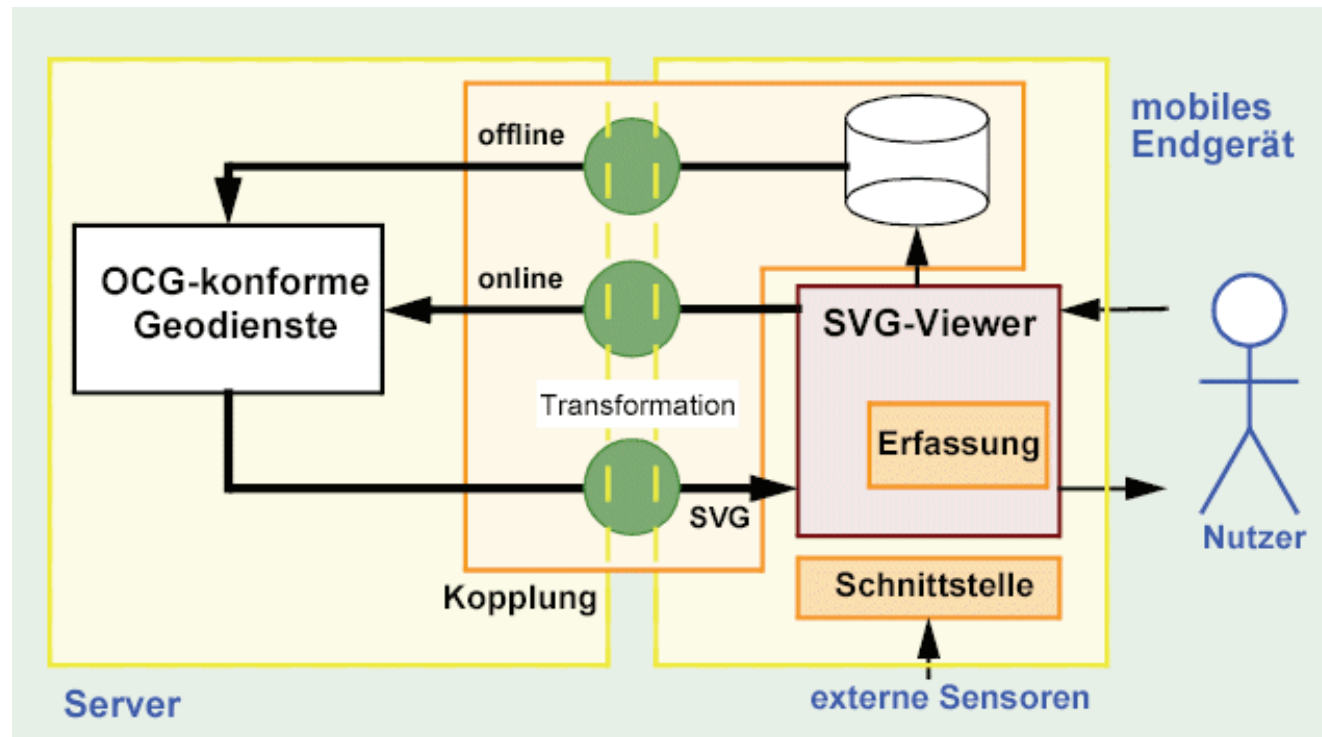 mobiles
Endgerät
offline
OCG-konforme
Geodienste
online
SVG-Viewer
Transformation
Erfassung
SVG
Nutzer
Kopplung
Schnittstelle
Server
externe Sensoren